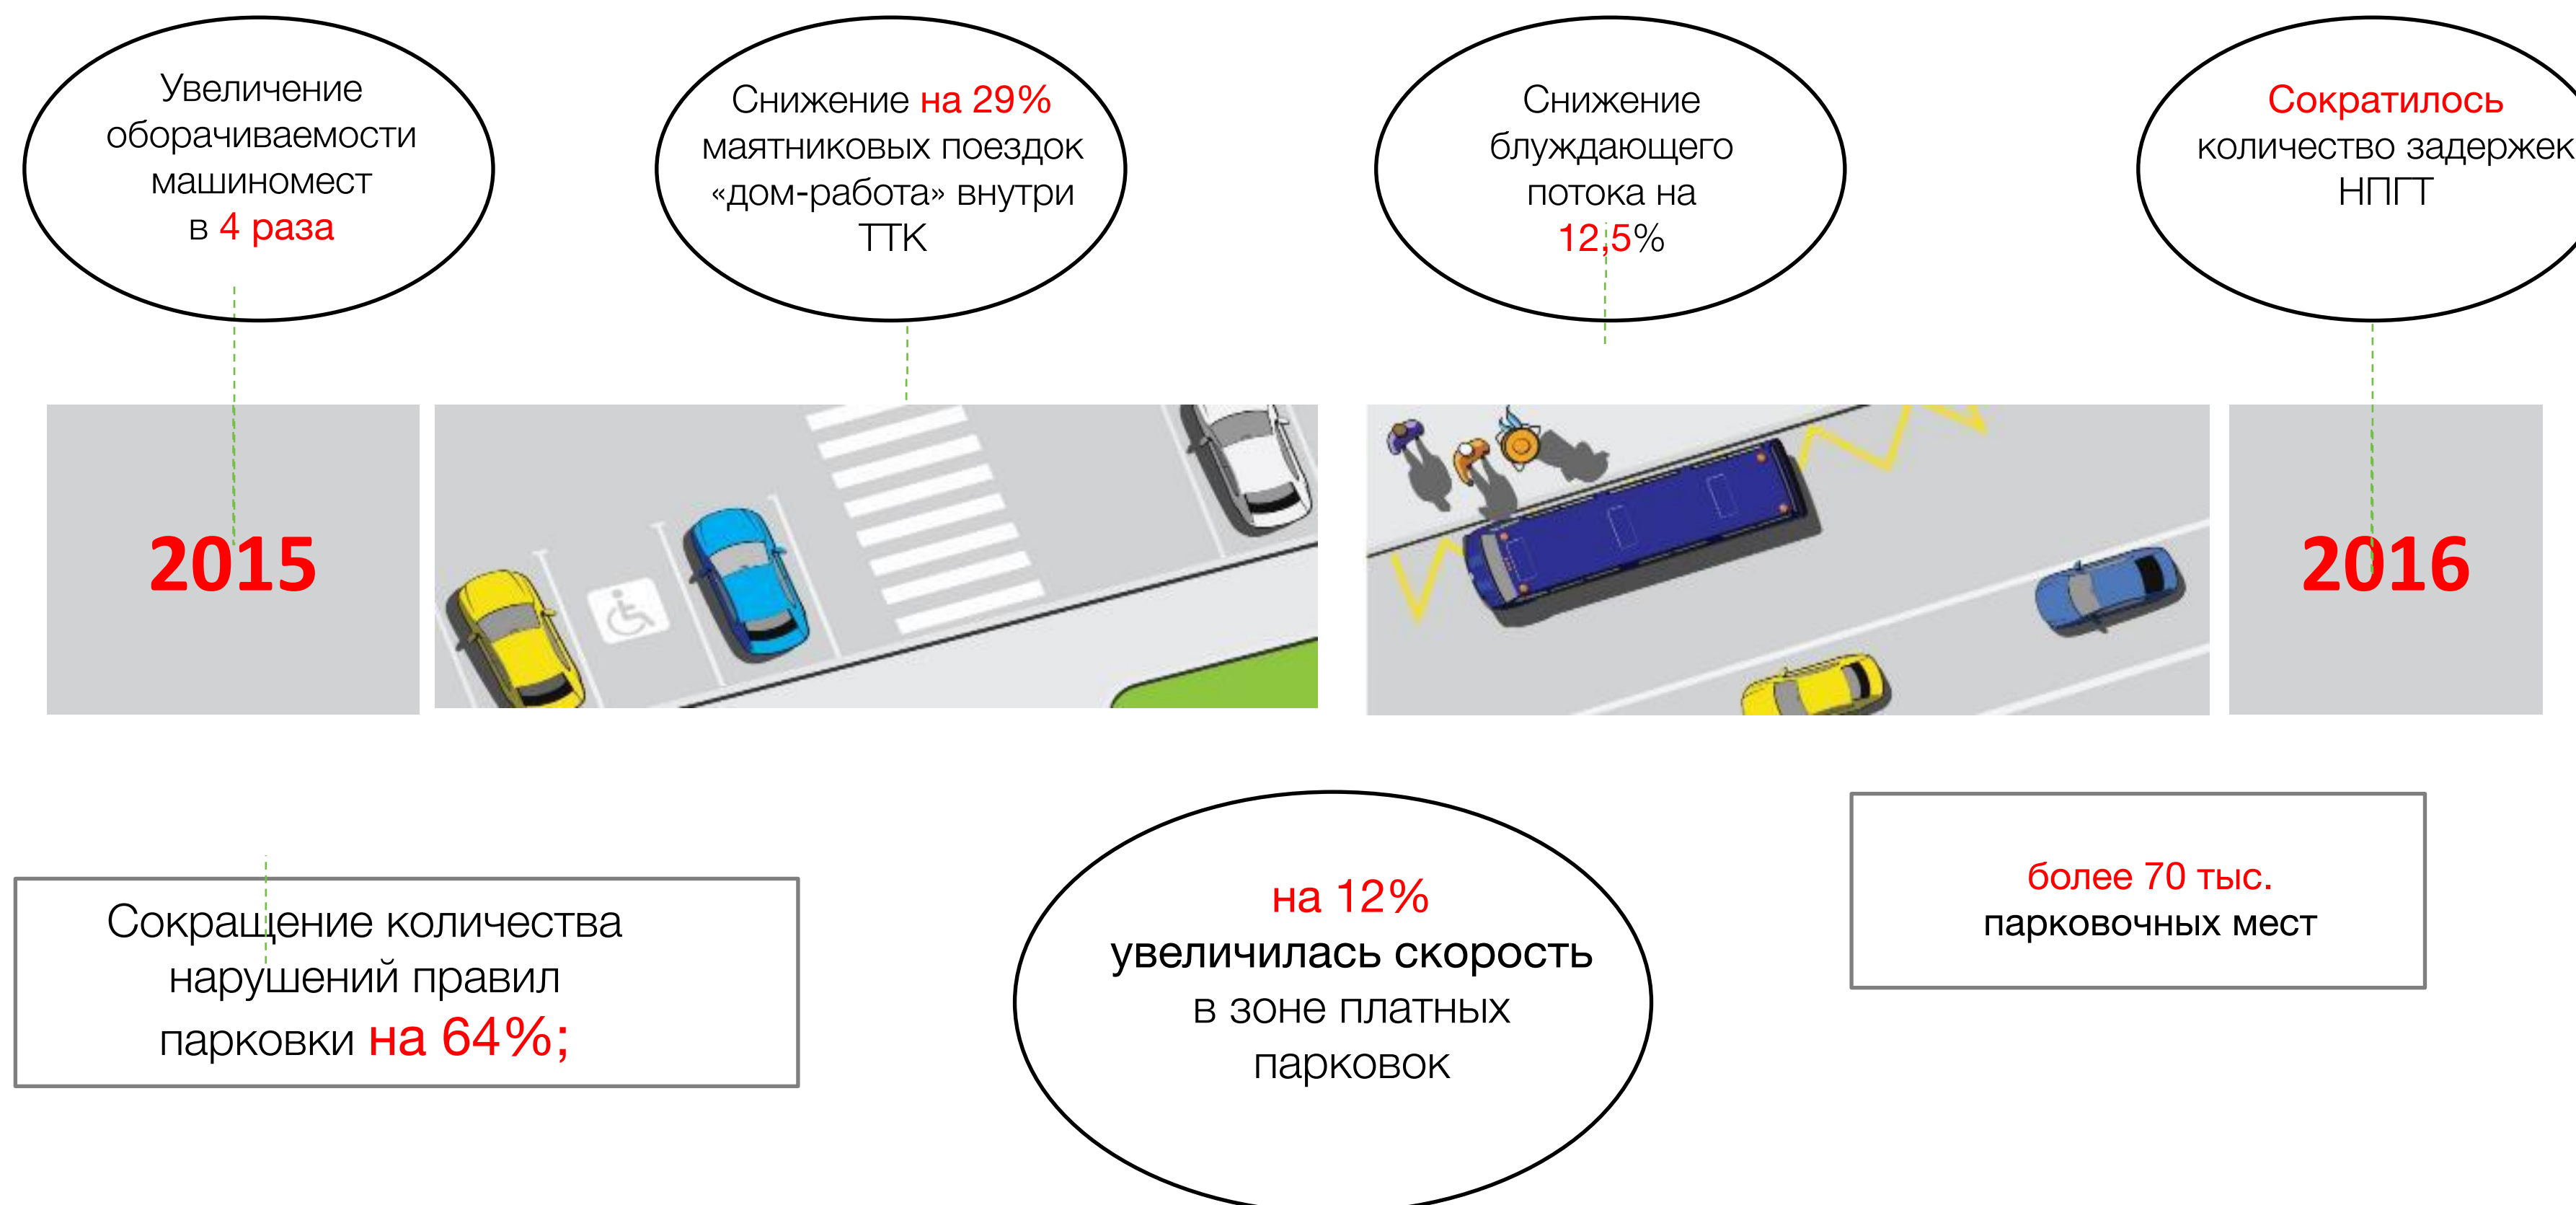 Увеличение
оборачиваемости
машиномест
в 4 раза
Снижение на 29%
маятниковых поездок
«дом-работа» внутри
ТТК
Снижение
блуждающего
потока на
12,5%
Сократилось
количество задержек
НПГТ
2015
2016
Сокращение количества
нарушений правил
парковки на 64%;
на 12%
увеличилась скорость
в зоне платных
парковок
более 70 тыс.
парковочных мест